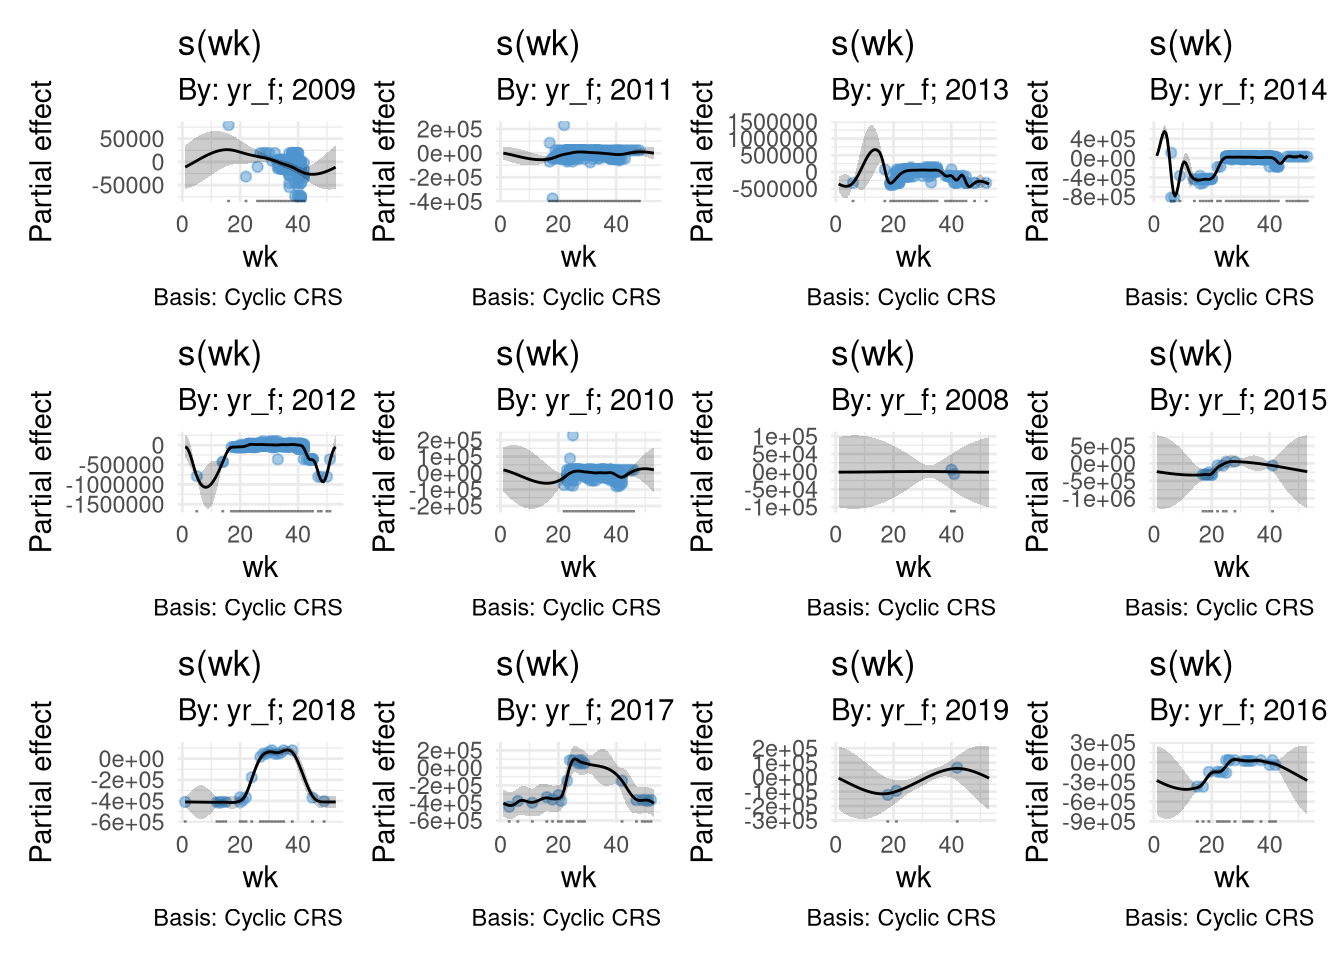 s(wk) s(wk) s(wk) s(wk)
By: yr_f; 2009 By: yr_f; 2011 By: yr_f; 2013 By: yr_f; 2014
Partial effect Partial effect Partial effect Partial effect
50000 0 -50000
2e+05 0e+00 -2e+05 -4e+05
1500000 1000000 500000 0 -500000
4e+05 0e+00 -4e+05 -8e+05
0 20 40 0 20 40 0 20 40 0 20 40
wk wk wk wk
Basis: Cyclic CRS Basis: Cyclic CRS Basis: Cyclic CRS Basis: Cyclic CRS
s(wk) s(wk) s(wk) s(wk)
By: yr_f; 2012 By: yr_f; 2010 By: yr_f; 2008 By: yr_f; 2015
Partial effect Partial effect Partial effect Partial effect
0 -500000 -1000000 -1500000
2e+05 1e+05 0e+00 -1e+05 -2e+05
1e+05 5e+04 0e+00 -5e+04 -1e+05
5e+05 0e+00 -5e+05 -1e+06
0 20 40 0 20 40 0 20 40 0 20 40
wk wk wk wk
Basis: Cyclic CRS Basis: Cyclic CRS Basis: Cyclic CRS Basis: Cyclic CRS
s(wk) s(wk) s(wk) s(wk)
By: yr_f; 2018 By: yr_f; 2017 By: yr_f; 2019 By: yr_f; 2016
Partial effect Partial effect Partial effect Partial effect
0e+00 -2e+05 -4e+05 -6e+05
2e+05 0e+00 -2e+05 -4e+05 -6e+05
2e+05 1e+05 0e+00 -1e+05 -2e+05 -3e+05
3e+05 0e+00 -3e+05 -6e+05 -9e+05
0 20 40 0 20 40 0 20 40 0 20 40
wk wk wk wk
Basis: Cyclic CRS Basis: Cyclic CRS Basis: Cyclic CRS Basis: Cyclic CRS